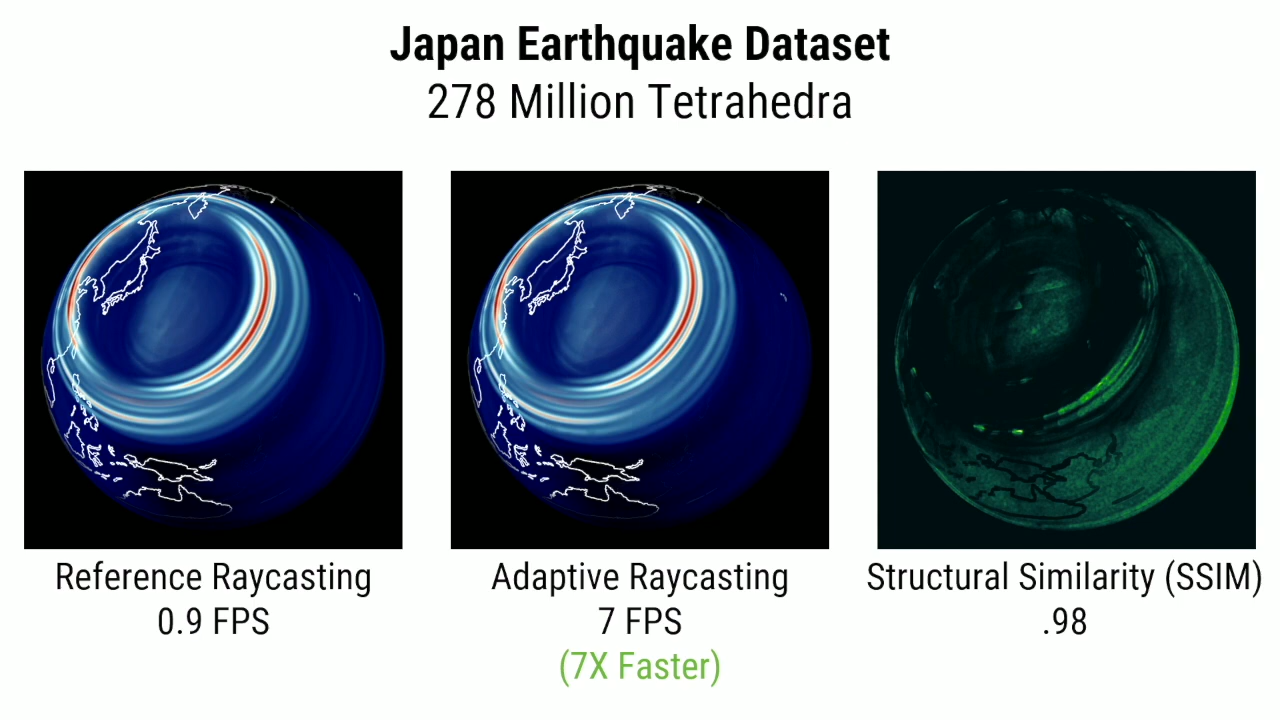 Japan Earthquake Dataset
278 Million Tetrahedra
Reference Raycasting
0.9 FPS
Adaptive Raycasting
7 FPS
(7X Faster)
Structural Similarity (SSIM)
.98